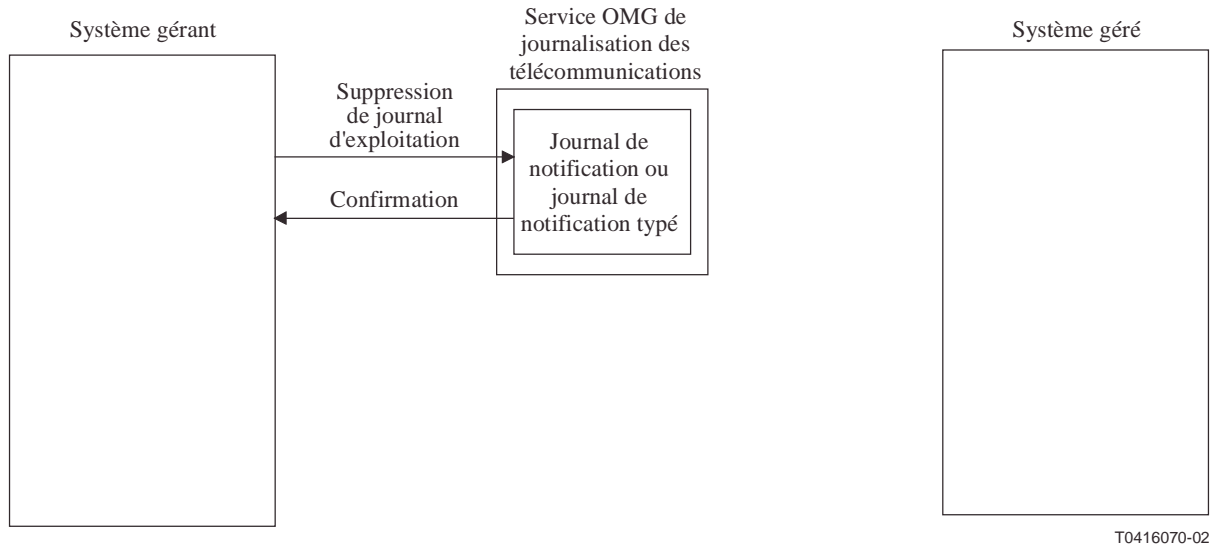 Système gérant
Service OMG de
journalisation des
télécommunications
Système géré
Suppression
de journal
d'exploitation
Confirmation
Journal de
notification ou
journal de
notification typé
T0416070-02